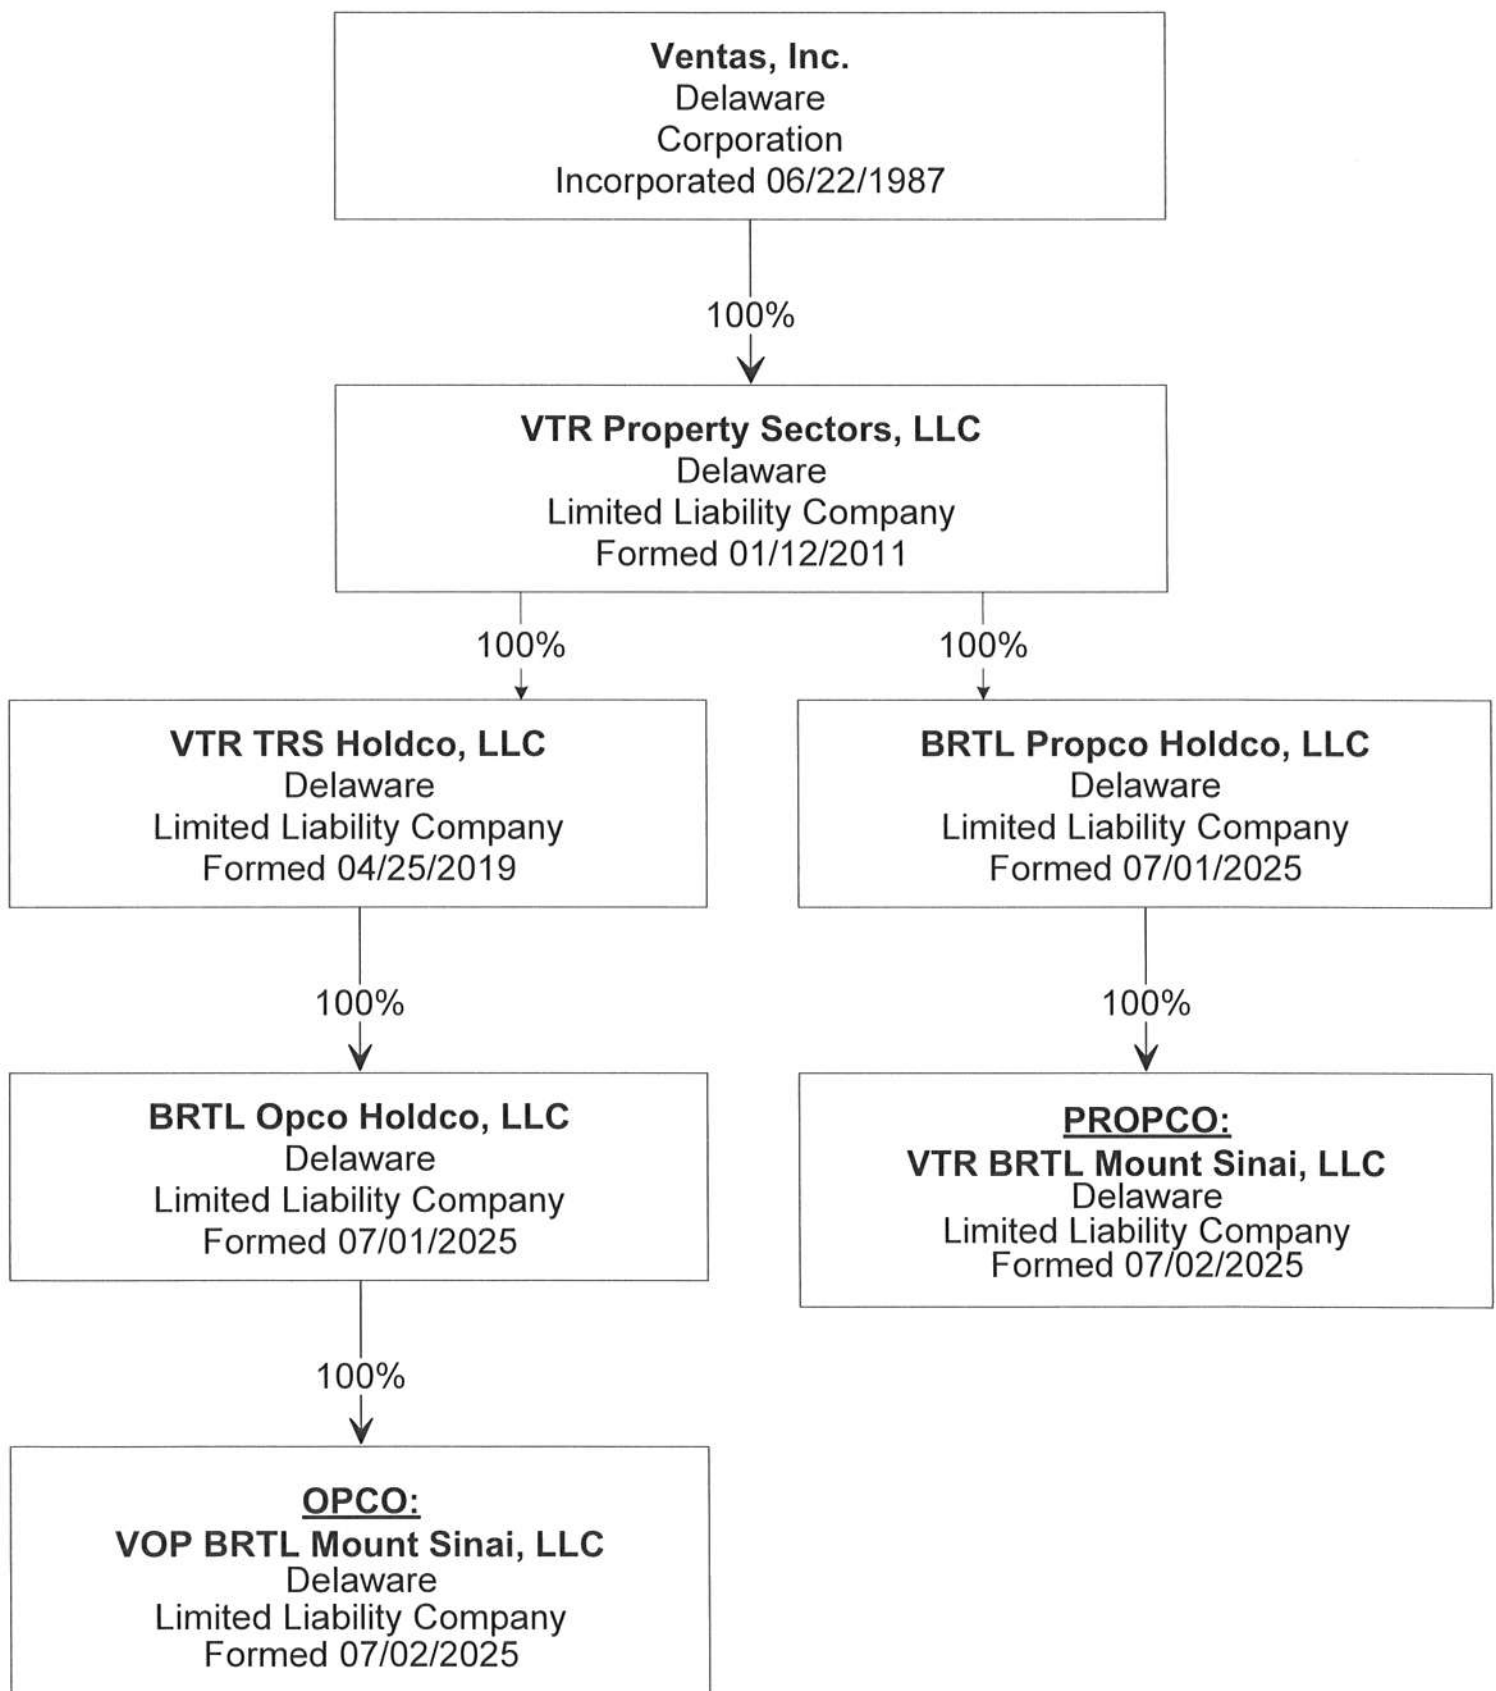 Ventas, Inc.
Delaware
Corporation
Incorporated 06/22/1987
100%
VTR Property Sectors, LLC
Delaware
Limited Liability Company
Formed 01/12/2011
100%
100%
VTR TRS Holdco, LLC
Delaware
Limited Liability Company
Formed 04/25/2019
BRTL Propco Holdco, LLC
Delaware
Limited Liability Company
Formed 07/01/2025
100%
100%
BRTL Opco Holdco, LLC
Delaware
Limited Liability Company
Formed 07/01/2025
PROPCO:
VTR BRTL Mount Sinai, LLC
Delaware
Limited Liability Company
Formed 07/02/2025
100%
OPCO:
VOP BRTL Mount Sinai, LLC
Delaware
Limited Liability Company
Formed 07/02/2025